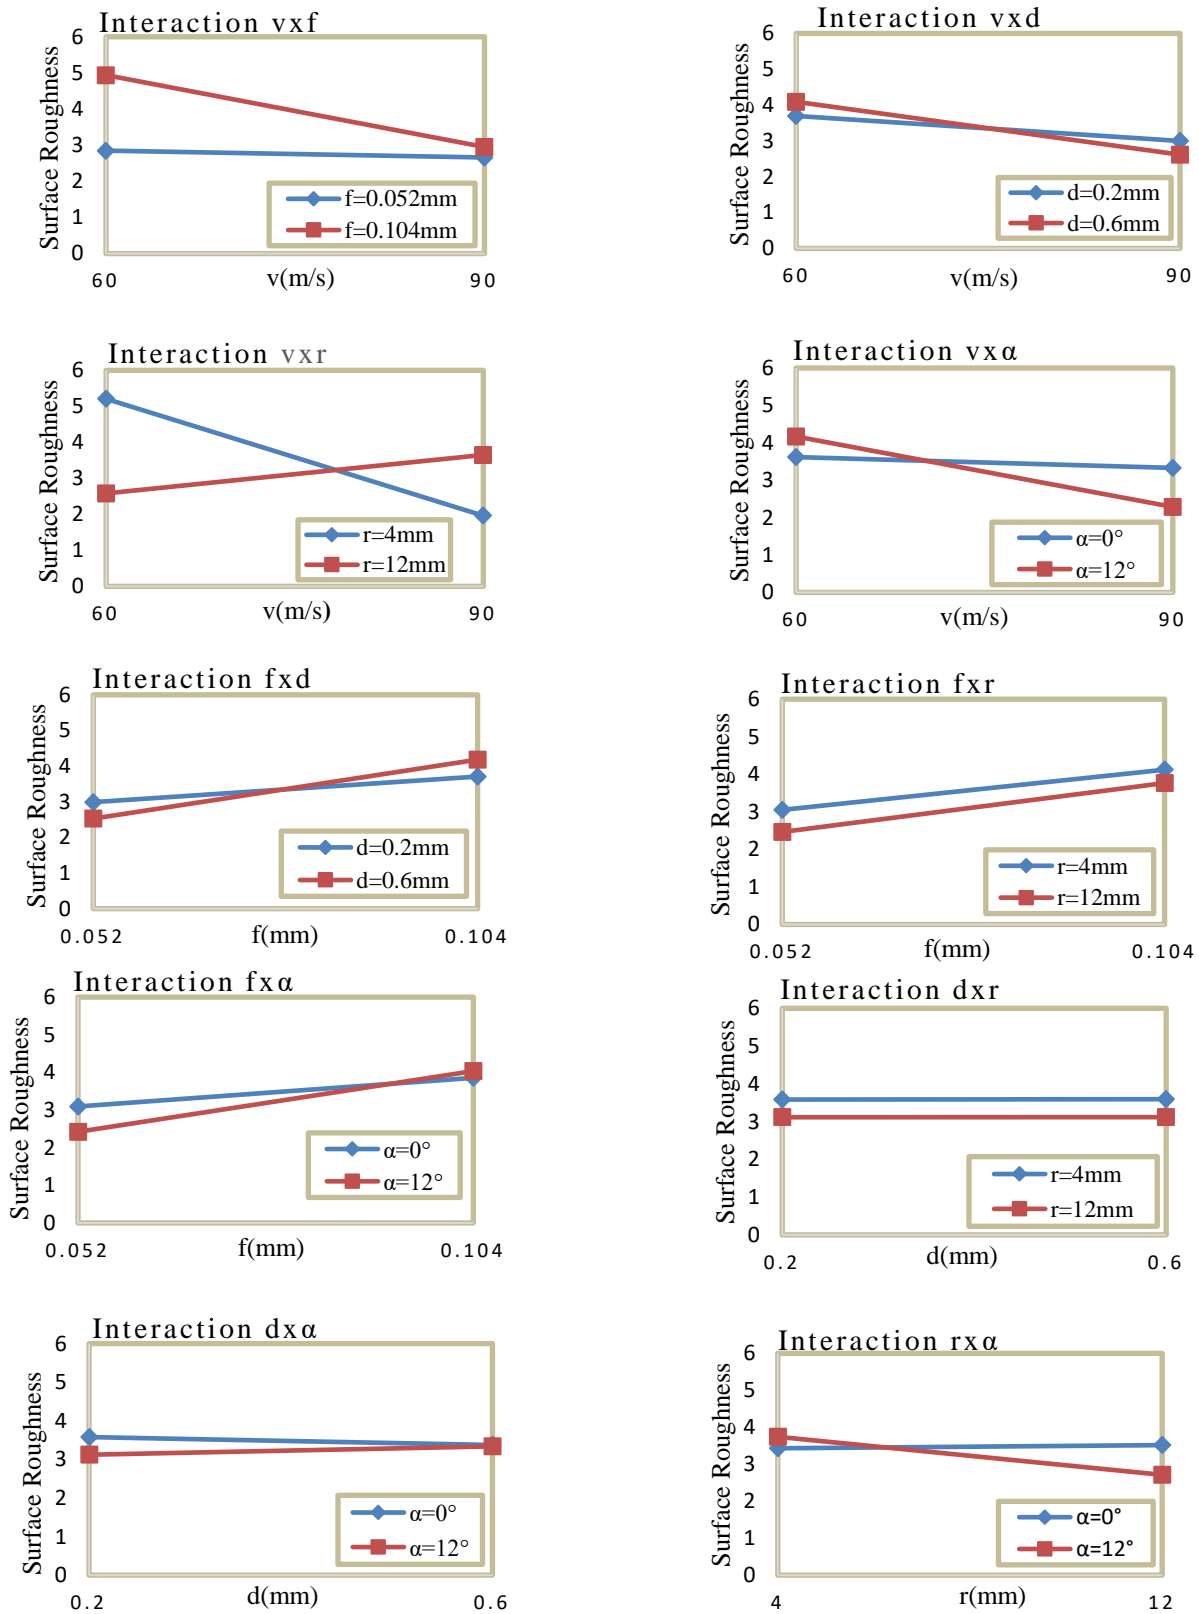 Interaction vxf
Surface Roughness
6
5
4
3
2
1
0
f=0.052mm
f=0.104mm
60
v(m/s)
90
Interaction vxd
Surface Roughness
6
5
4
3
2
1
0
d=0.2mm
d=0.6mm
60
v(m/s)
90
Interaction vxr
Surface Roughness
6
5
4
3
2
1
0
r=4mm
r=12mm
60
v(m/s)
90
Interaction vxα
Surface Roughness
6
5
4
3
2
1
0
α=0°
α=12°
60
v(m/s)
90
Interaction fxd
Surface Roughness
6
5
4
3
2
1
0
d=0.2mm
d=0.6mm
0.052
f(mm)
0.104
Interaction fxr
Surface Roughness
6
5
4
3
2
1
0
r=4mm
r=12mm
0.052
f(mm)
0.104
Interaction fxα
Surface Roughness
6
5
4
3
2
1
0
α=0°
α=12°
0.052
f(mm)
0.104
Interaction dxr
Surface Roughness
6
5
4
3
2
1
0
r=4mm
r=12mm
0.2
d(mm)
0.6
Interaction dxα
Surface Roughness
6
5
4
3
2
1
0
α=0°
α=12°
0.2
d(mm)
0.6
Interaction rxα
Surface Roughness
6
5
4
3
2
1
0
α=0°
α=12°
4
r(mm)
12